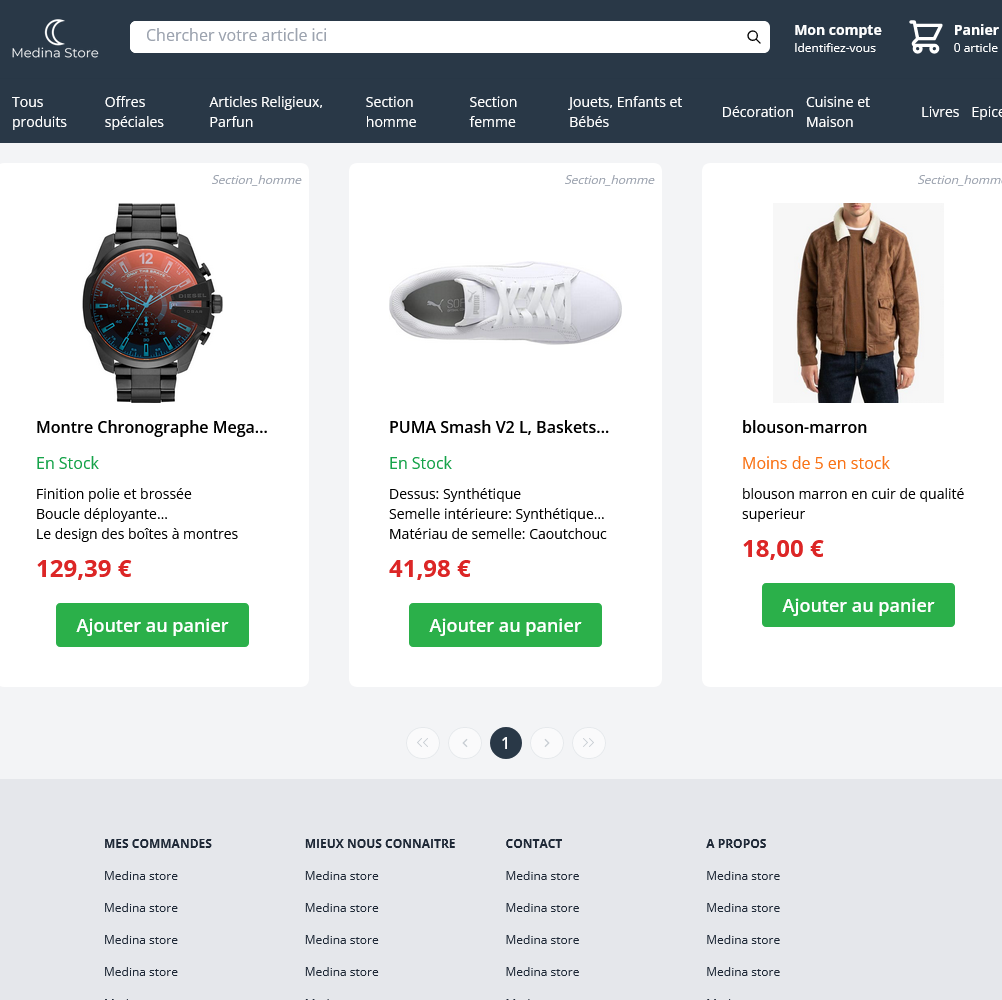 Medina Store
Chercher votre article ici
Mon compte
Identifiez-vous
Panier
0 article
Tous produits
Offres spéciales
Articles Religieux, Parfun
Section homme
Section femme
Jouets, Enfants et Bébés
Décoration
Cuisine et Maison
Livres
Section_homme
Section_homme
12
DIESEL
Montre Chronographe Mega...
En Stock
Finition polie et brossée
Boucle déployante...
Le design des boîtes à montres
129,39 €
Ajouter au panier
PUMA Smash V2 L, Baskets...
En Stock
Dessus: Synthétique
Semelle intérieure: Synthétique...
Matériau de semelle: Caoutchouc
41,98 €
Ajouter au panier
blouson-marron
Moins de 5 en stock
blouson marron en cuir de qualité
superieur
18,00 €
Ajouter au panier
1
MES COMMANDES
Medina store
Medina store
Medina store
Medina store
MIEUX NOUS CONNAITRE
Medina store
Medina store
Medina store
Medina store
CONTACT
Medina store
Medina store
Medina store
Medina store
A PROPOS
Medina store
Medina store
Medina store
Medina store